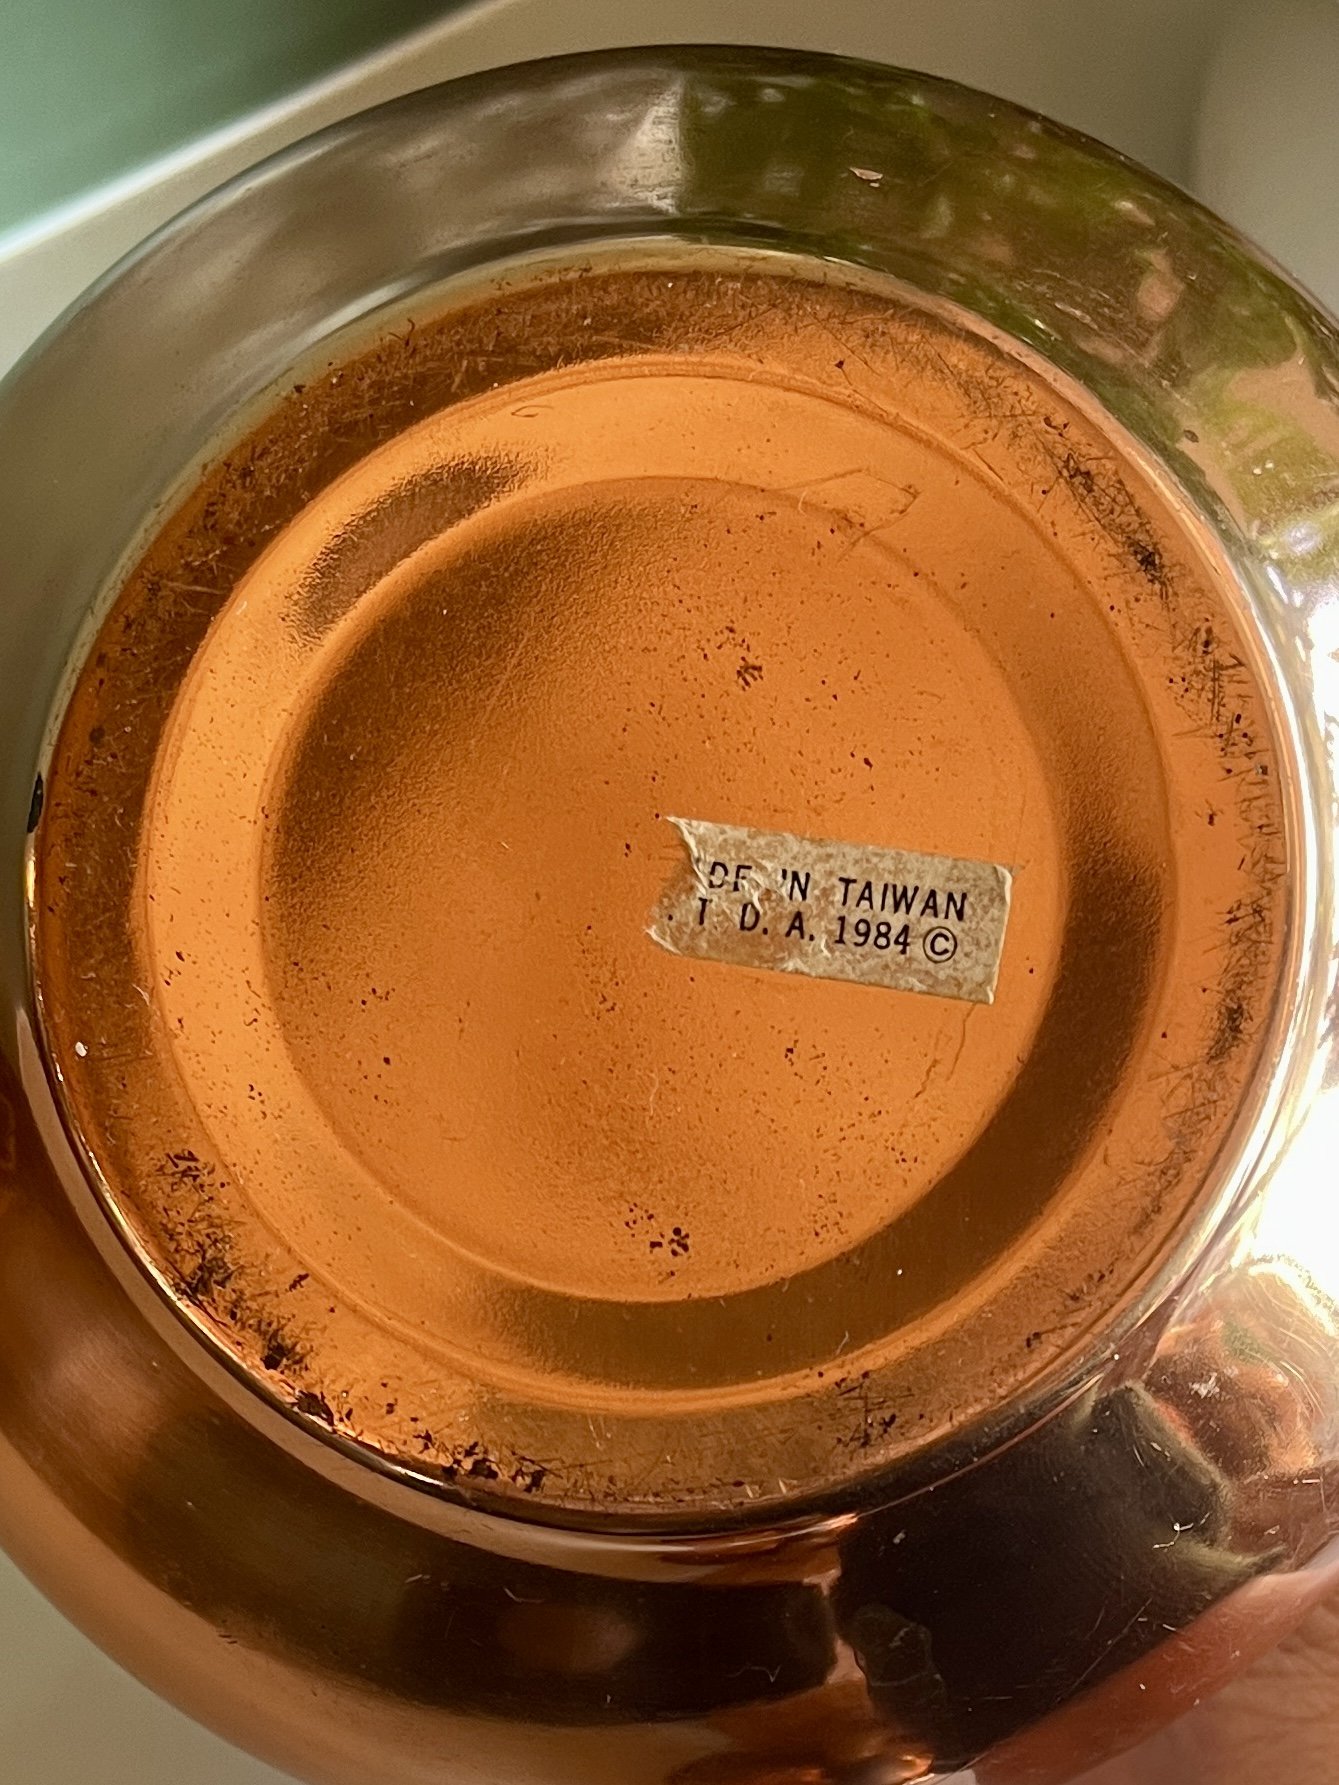 DE IN TAIWAN
. T D. A. 1984 ©